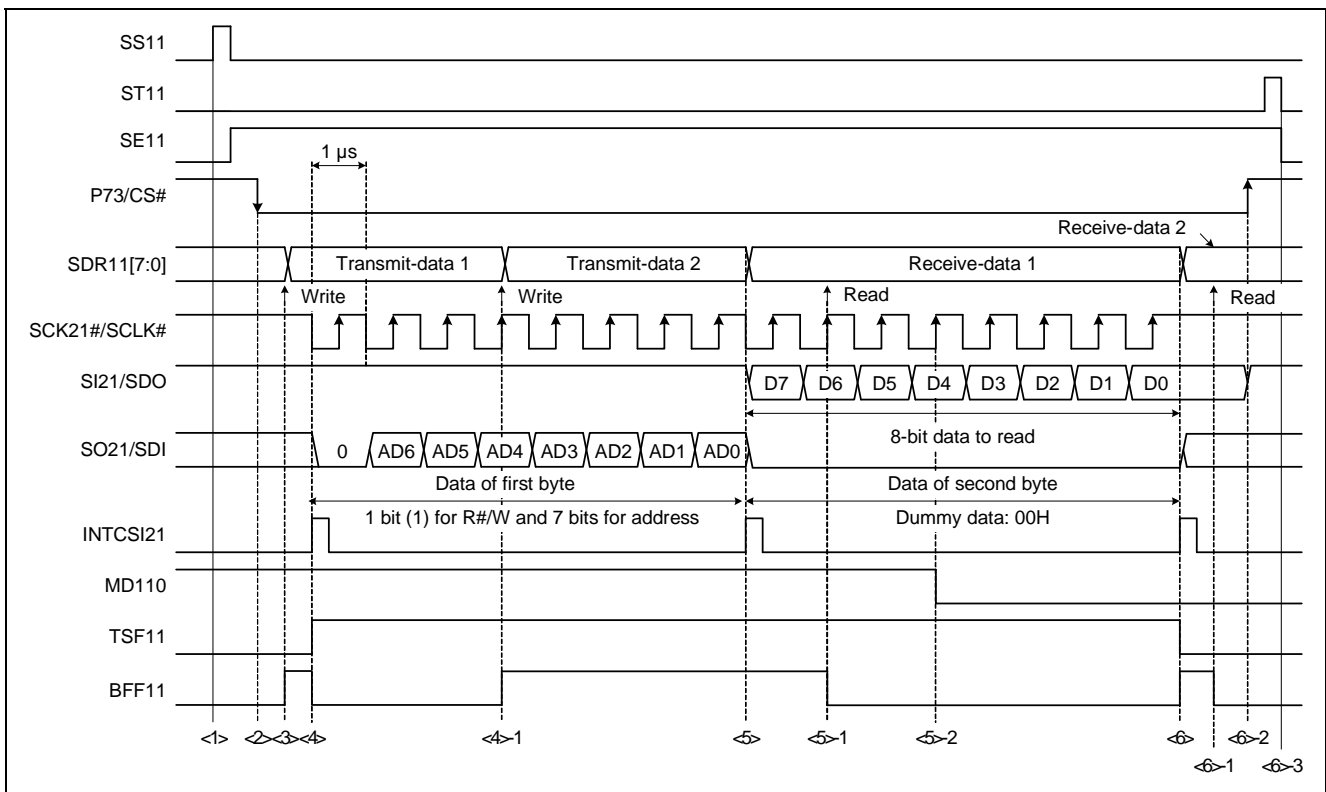 SS11
ST11
SE11
1 µs
P73/CS#
Receive-data 2
SDR11[7:0]
Transmit-data 1
Transmit-data 2
Receive-data 1
Write
Write
Read
Read
SCK21#/SCLK#
SI21/SDO
D7 D6 D5 D4 D3 D2 D1 D0
8-bit data to read
SO21/SDI
0 AD6 AD5 AD4 AD3 AD2 AD1 AD0
Data of first byte
Data of second byte
1 bit (1) for R#/W and 7 bits for address
Dummy data: 00H
INTCSI21
MD110
TSF11
BFF11
<1> <2> <3> <4> <4>-1 <5> <5>-1 <5>-2 <6> <6>-2
<6>-1 <6>-3